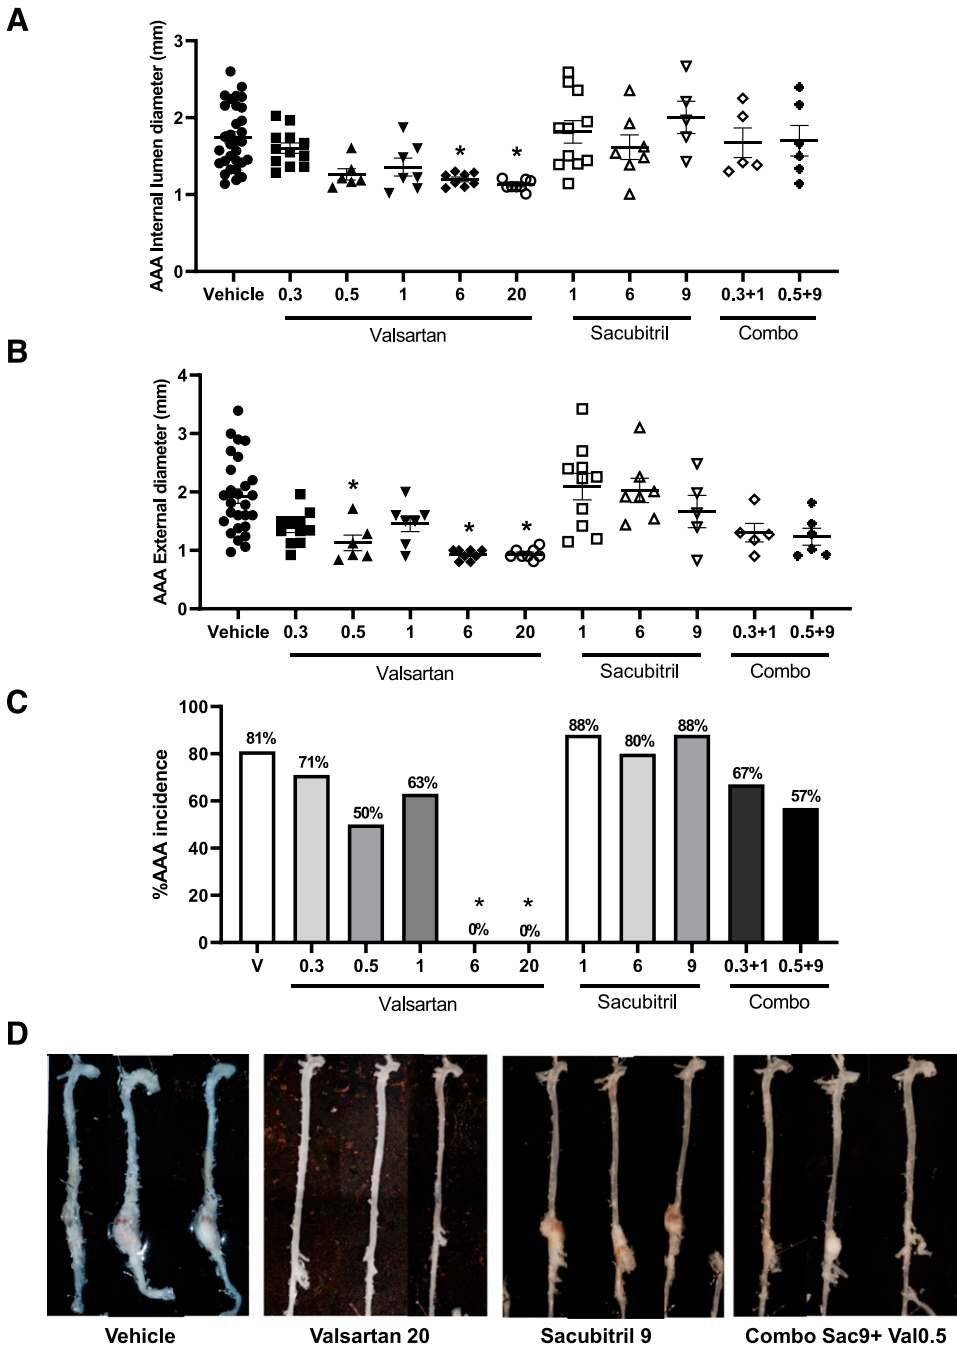 A
AAA Internal lumen diameter (mm)
3
2
1
0
* *
Vehicle 0.3 0.5 1 6 20 1 6 9 0.3+1 0.5+9
Valsartan Sacubitril Combo
B
AAA External diameter (mm)
4
3
2
1
0
* * *
Vehicle 0.3 0.5 1 6 20 1 6 9 0.3+1 0.5+9
Valsartan Sacubitril Combo
C
%AAA incidence
100
80
60
40
20
0
81% 71% 50% 63% * 0% * 0% 88% 80% 88% 67% 57%
V 0.3 0.5 1 6 20 1 6 9 0.3+1 0.5+9
Valsartan Sacubitril Combo
D
Vehicle Valsartan 20 Sacubitril 9 Combo Sac9+ Val0.5